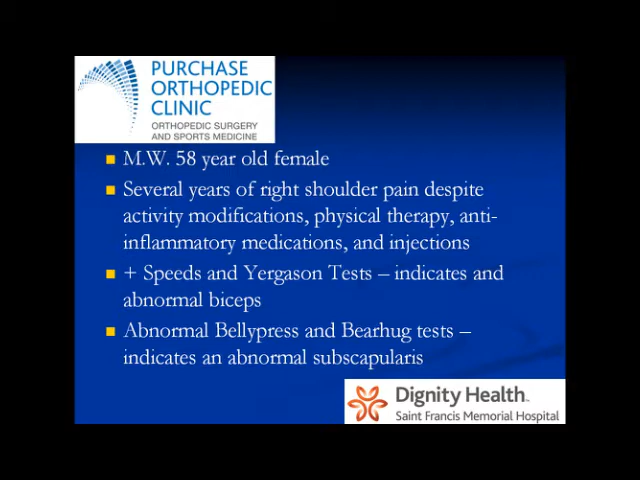 PURCHASE
ORTHOPEDIC
CLINIC
ORTHOPEDIC SURGERY
AND SPORTS MEDICINE
M.W. 58 year old female
Several years of right shoulder pain despite
activity modifications, physical therapy, anti-
inflammatory medications, and injections
+ Speeds and Yergason Tests – indicates and
abnormal biceps
Abnormal Bellypress and Bearhug tests –
indicates an abnormal subscapularis
Dignity Health™
Saint Francis Memorial Hospital